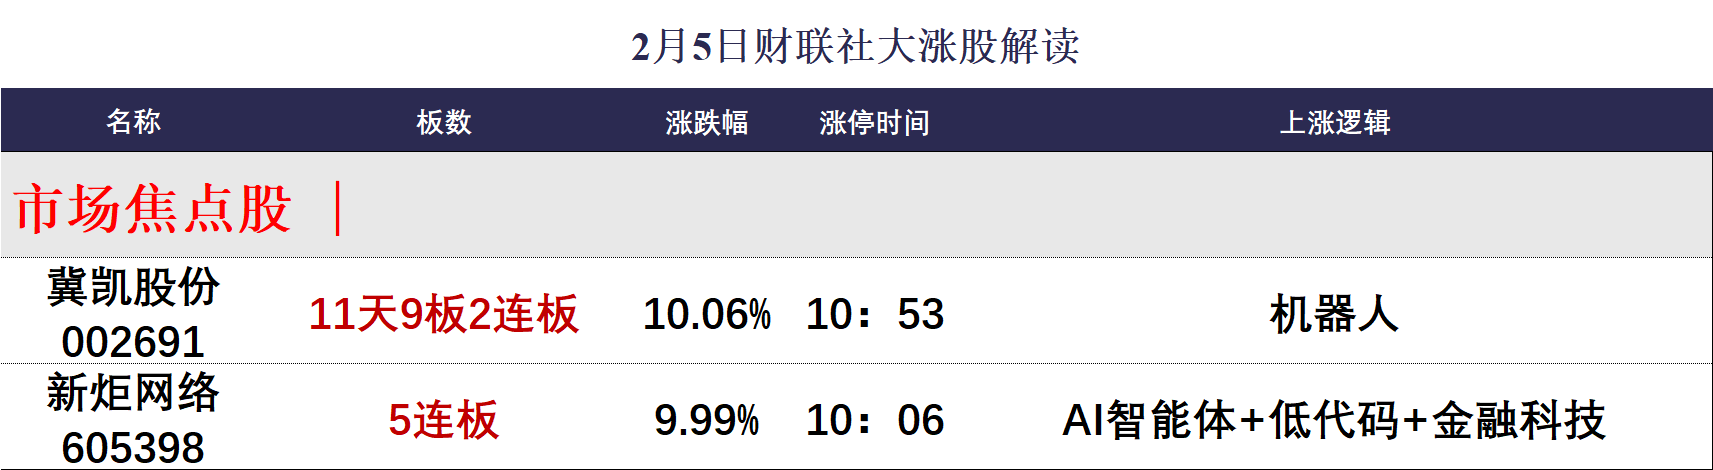 2月5日财联社大涨股解读
名称 板数 涨跌幅 涨停时间 上涨逻辑
市场焦点股 |
冀凯股份
002691 11天9板2连板 10.06% 10：53 机器人
新炬网络
605398 5连板 9.99% 10：06 AI智能体+低代码+金融科技